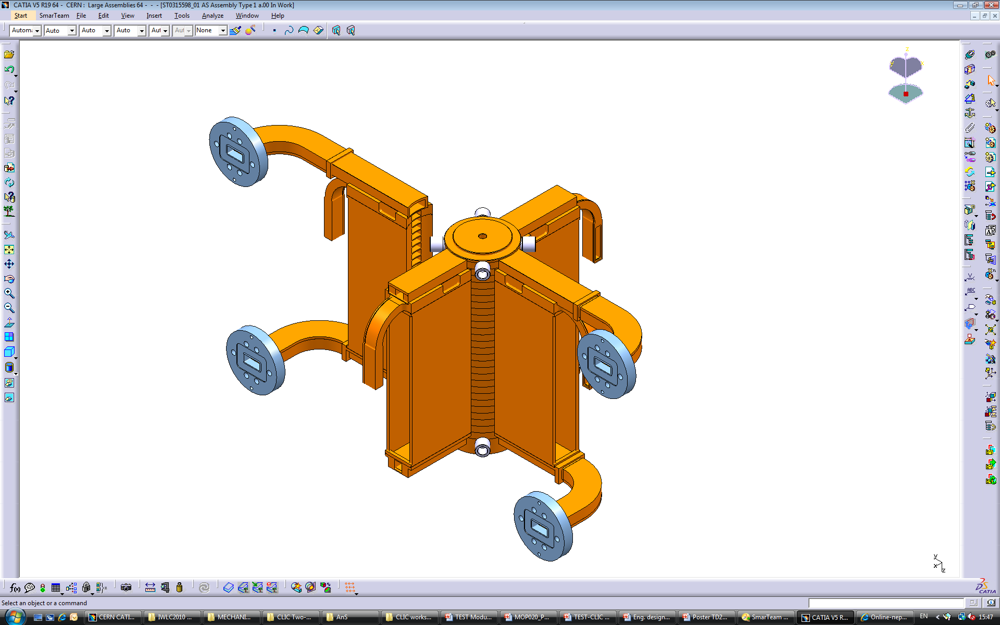 CATIA V5 R19 64 - CERN : Large Assemblies 64 - - - [ST0315598_01 AS Assembly Type 1 a.00 In Work]
Start SmarTeam File Edit View Insert Tools Analyze Window Help
Autom Auto Auto Auto Aut Aut None
z
ABC
y
x
z
f(x)
CATIA
Select an object or a command
CERN CATI... IWLC2010 ... MECHANI... CLIC Two-... AnS CLIC works... TEST Modu... MOP020_P... TEST-CLIC ... Eng. design... Poster TD2... SmarTeam ... CATIA V5 R... Online-nep... EN < 15:47